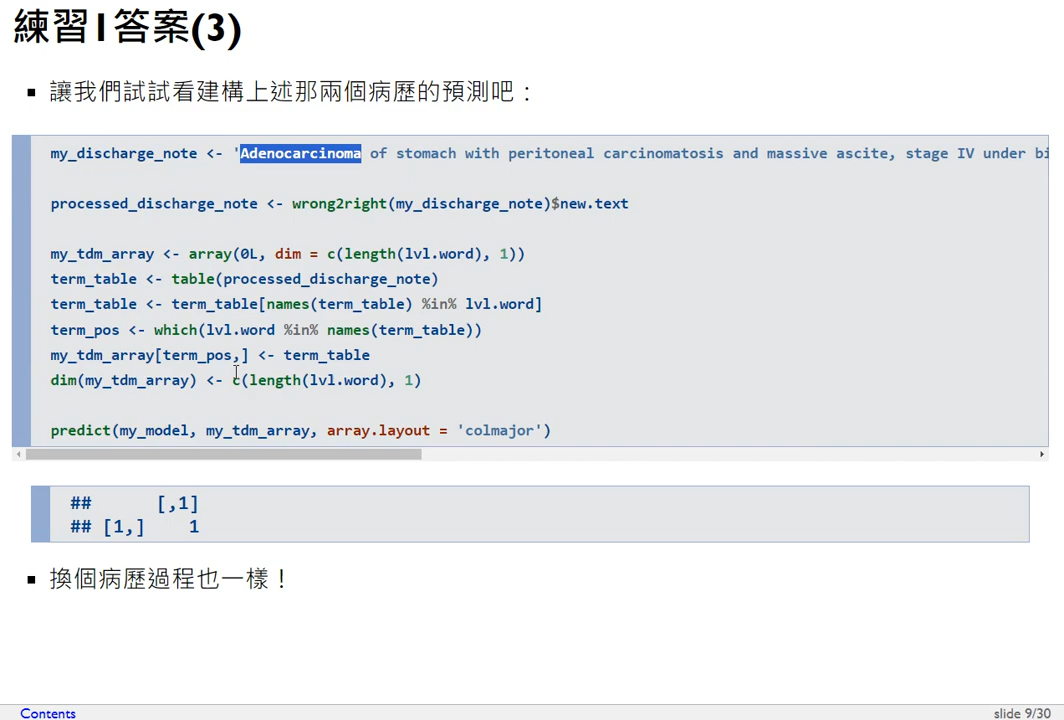 練習1答案(3)
▪ 讓我們試試看建構上述那兩個病歷的預測吧：
my_discharge_note <- 'Adenocarcinoma of stomach with peritoneal carcinomatosis and massive ascite, stage IV under bi
processed_discharge_note <- wrong2right(my_discharge_note)$new.text
my_tdm_array <- array(0L, dim = c(length(lvl.word), 1))
term_table <- table(processed_discharge_note)
term_table <- term_table[names(term_table) %in% lvl.word]
term_pos <- which(lvl.word %in% names(term_table))
my_tdm_array[term_pos,] <- term_table
dim(my_tdm_array) <- c(length(lvl.word), 1)
predict(my_model, my_tdm_array, array.layout = 'colmajor')
## [,1]
## [1,] 1
▪ 換個病歷過程也一樣！
Contents
slide 9/30